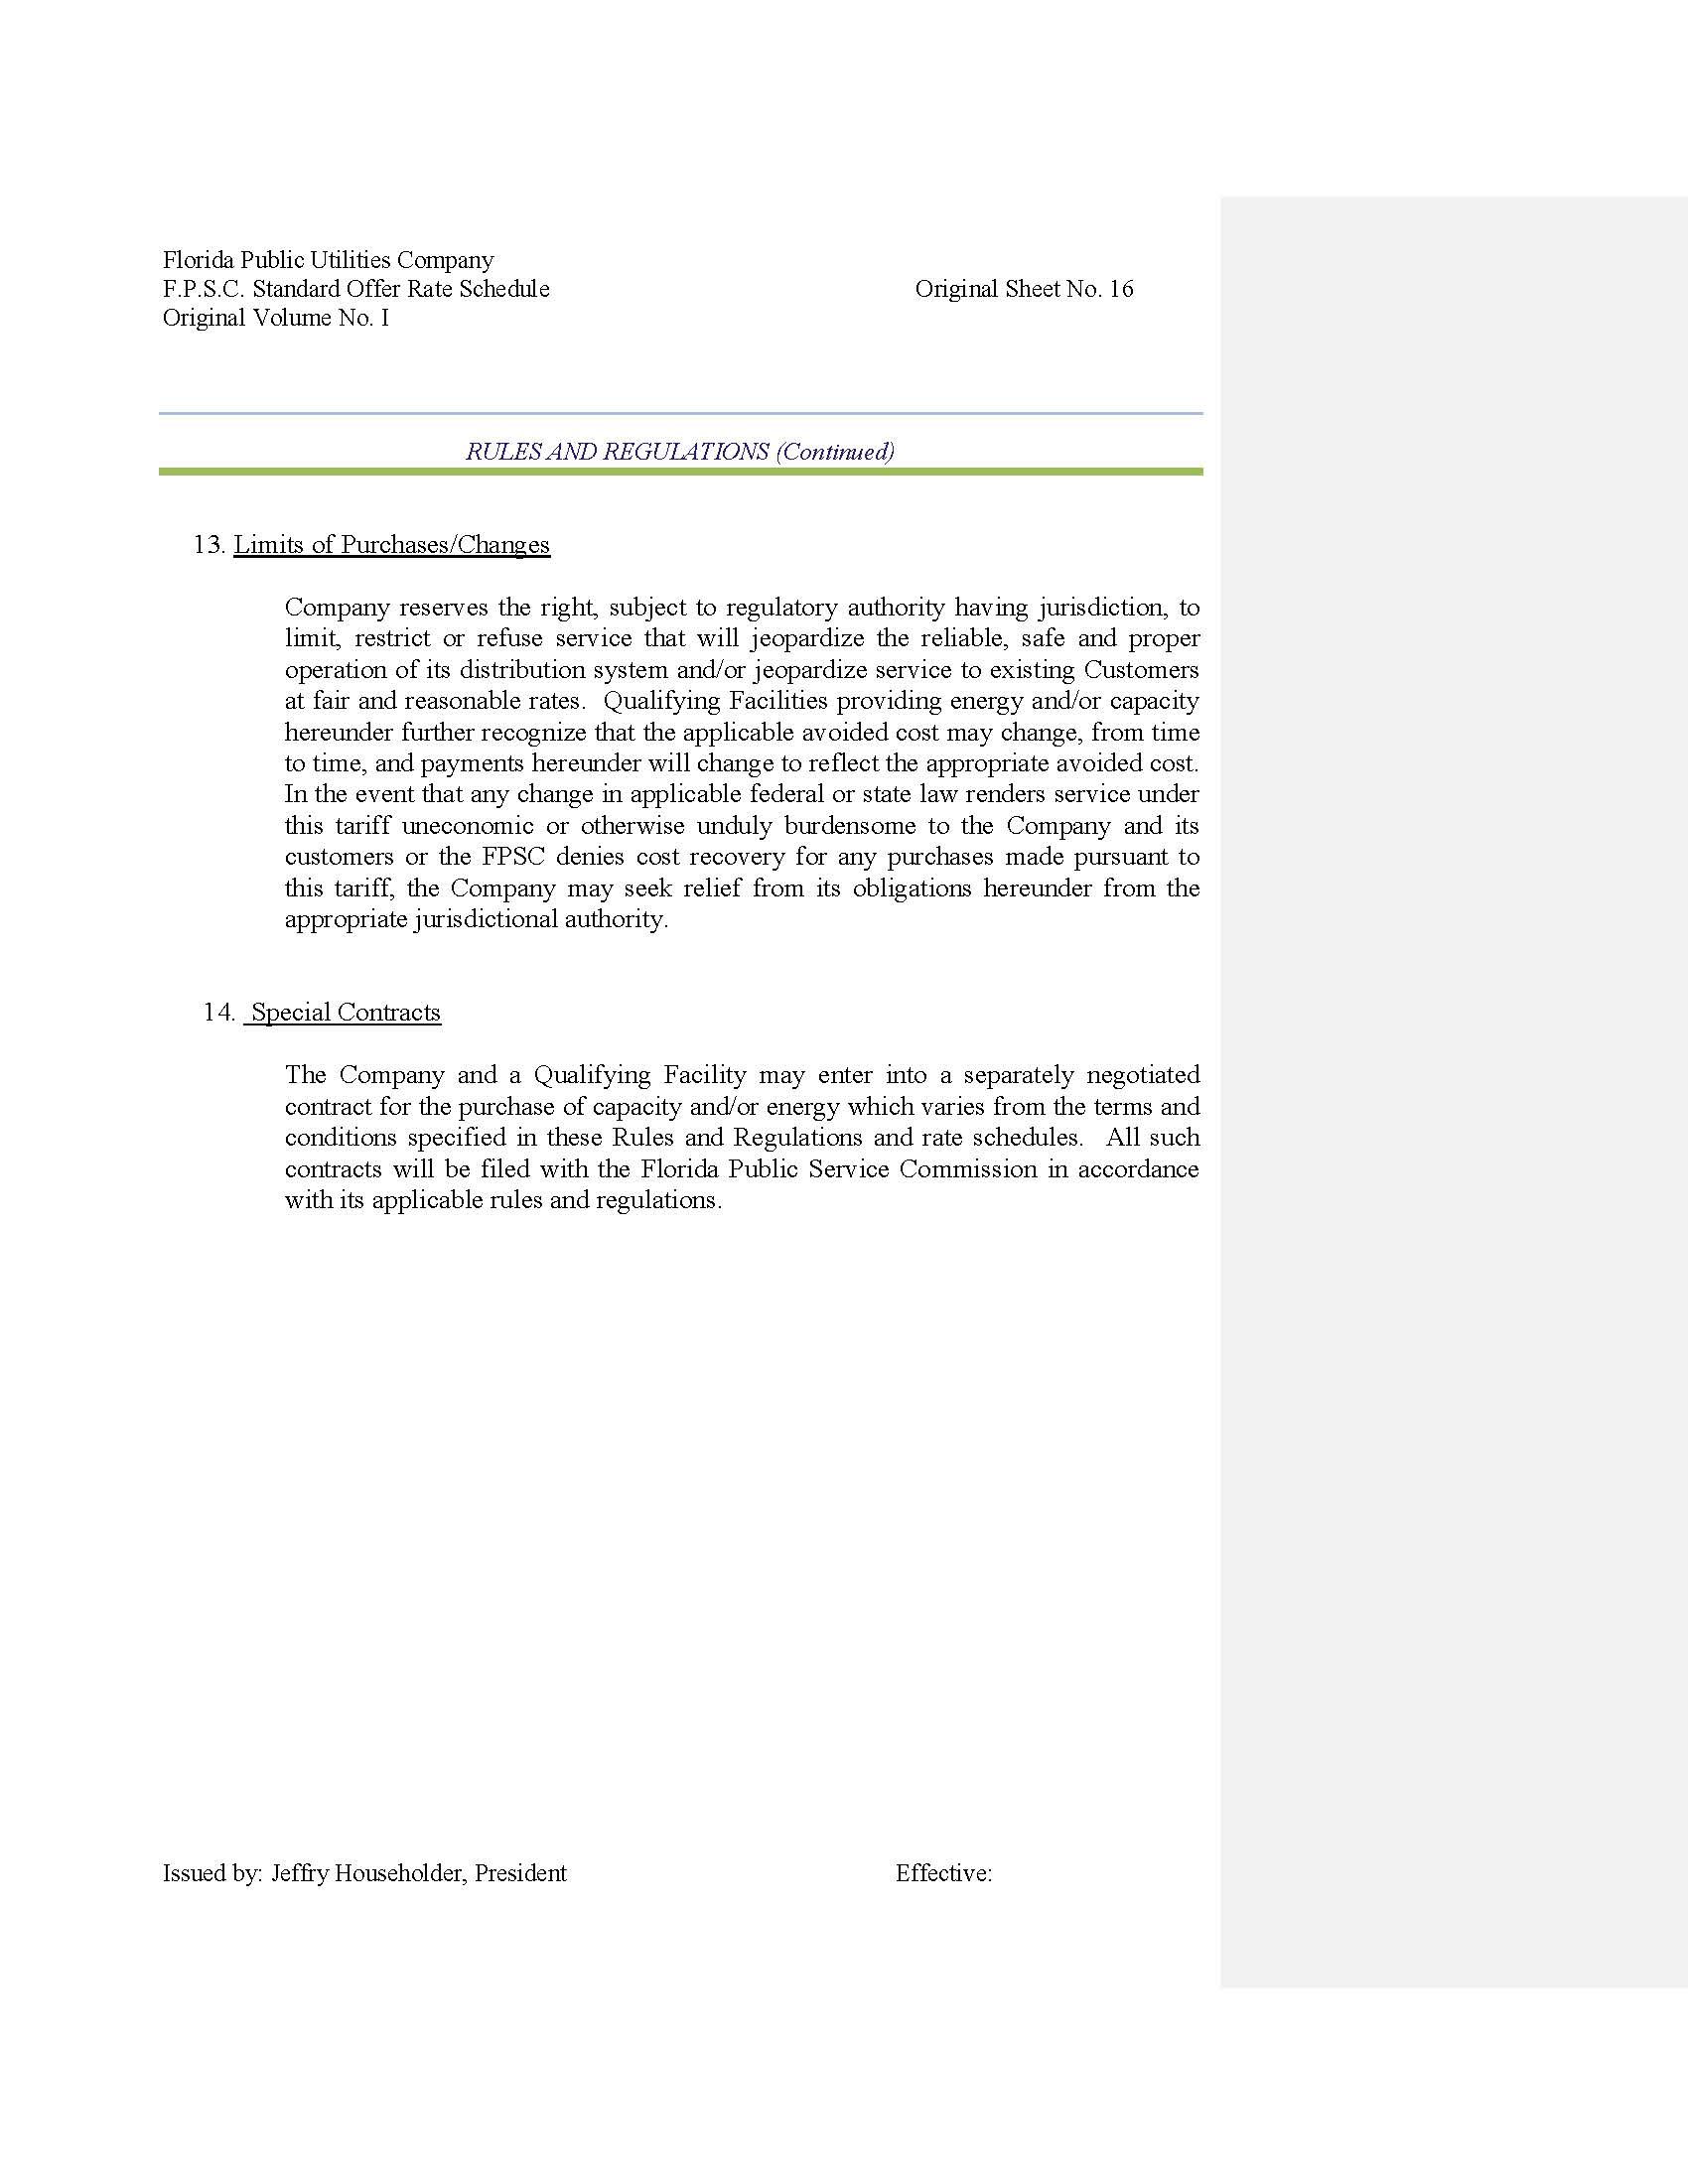 Florida Public Utilities Company
F.P.S.C. Standard Offer Rate Schedule Original Sheet No. 16
Original Volume No. I
RULES AND REGULATIONS (Continued)
13. Limits of Purchases/Changes
Company reserves the right, subject to regulatory authority having jurisdiction, to
limit, restrict or refuse service that will jeopardize the reliable, safe and proper
operation of its distribution system and/or jeopardize service to existing Customers
at fair and reasonable rates. Qualifying Facilities providing energy and/or capacity
hereunder further recognize that the applicable avoided cost may change, from time
to time, and payments hereunder will change to reflect the appropriate avoided cost.
In the event that any change in applicable federal or state law renders service under
this tariff uneconomic or otherwise unduly burdensome to the Company and its
customers or the FPSC denies cost recovery for any purchases made pursuant to
this tariff, the Company may seek relief from its obligations hereunder from the
appropriate jurisdictional authority.
14. Special Contracts
The Company and a Qualifying Facility may enter into a separately negotiated
contract for the purchase of capacity and/or energy which varies from the terms and
conditions specified in these Rules and Regulations and rate schedules. All such
contracts will be filed with the Florida Public Service Commission in accordance
with its applicable rules and regulations.
Issued by: Jeffry Householder, President Effective: